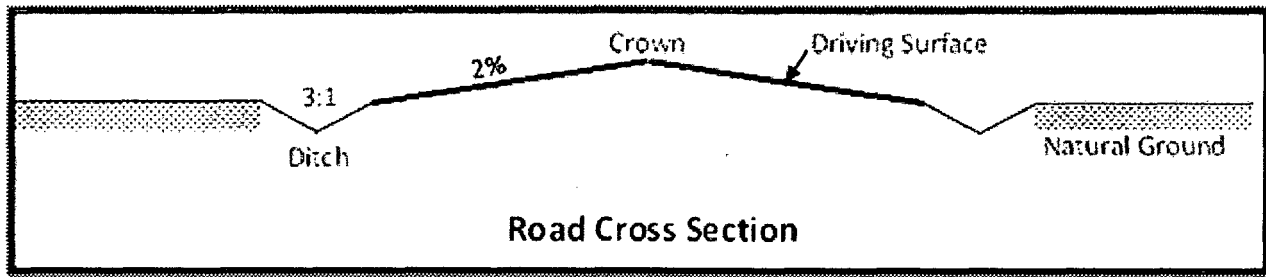 Crown
Driving Surface
2%
3:1
Ditch
Natural Ground
Road Cross Section